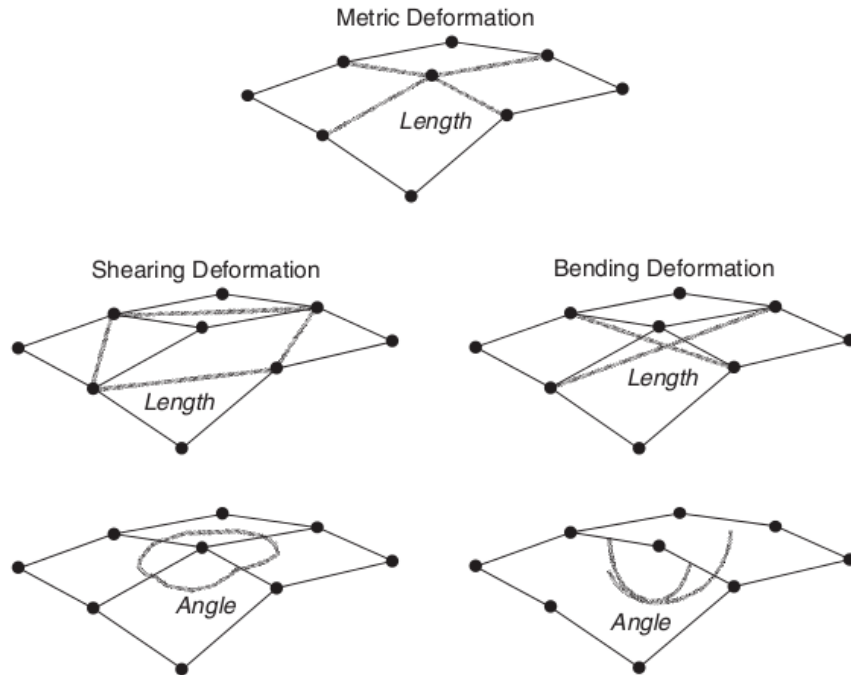 Metric Deformation
Length
Shearing Deformation
Bending Deformation
Length
Length
Angle
Angle